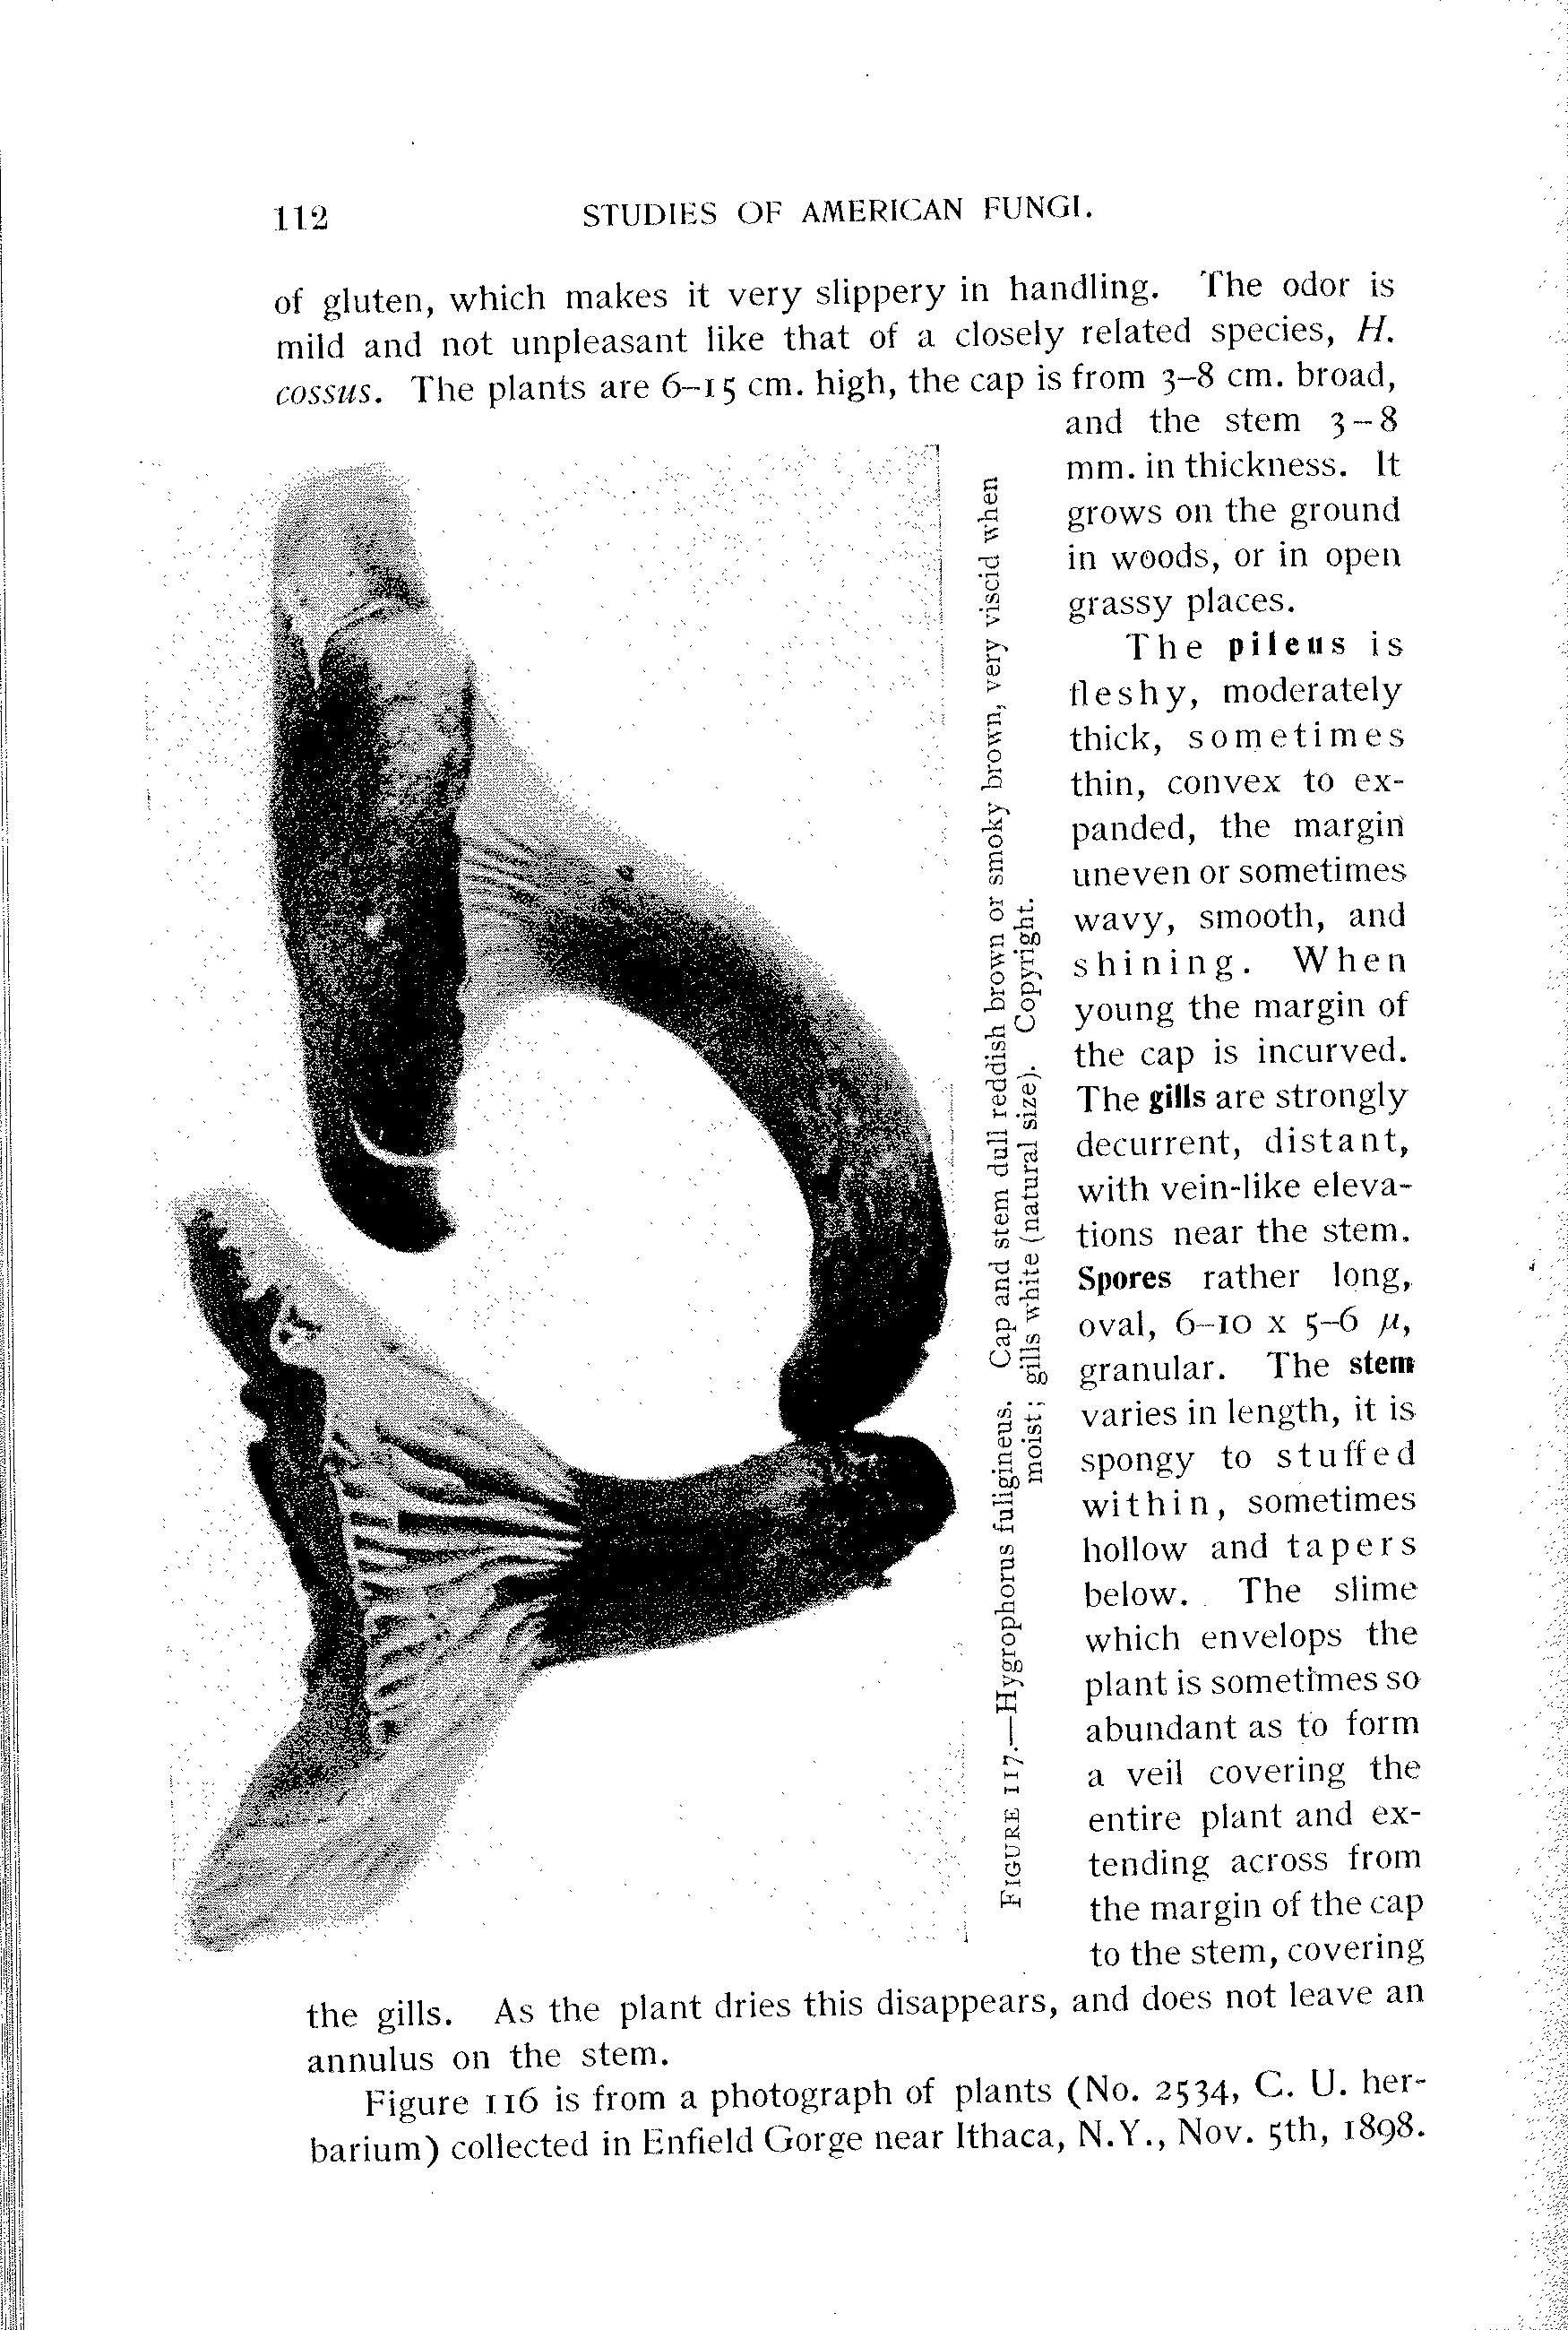 112 STUDIES OF AMERICAN FUNGI.
of gluten, which makes it very slippery in handling. The odor is
mild and not unpleasant like that of a closely related species, H.
cossus. The plants are 6–15 cm. high, the cap is from 3–8 cm. broad,
and the stem 3–8
mm. in thickness. It
grows on the ground
in woods, or in open
grassy places.
The pileus is
fleshy, moderately
thick, sometimes
thin, convex to ex-
panded, the margin
uneven or sometimes
wavy, smooth, and
shining. When
young the margin of
the cap is incurved.
The gills are strongly
decurrent, distant,
with vein-like eleva-
tions near the stem.
Spores rather long,
oval, 6–10 x 5–6 μ,
granular. The stem
varies in length, it is
spongy to stuffed
within, sometimes
hollow and tapers
below. The slime
which envelops the
plant is sometimes so
abundant as to form
a veil covering the
entire plant and ex-
tending across from
the margin of the cap
to the stem, covering
the gills. As the plant dries this disappears, and does not leave an
annulus on the stem.
FIGURE 117.—Hygrophorus fuligineus. Cap and stem dull reddish brown or smoky brown, very viscid when
moist; gills white (natural size). Copyright.
Figure 116 is from a photograph of plants (No. 2534, C. U. her-
barium) collected in Enfield Gorge near Ithaca, N.Y., Nov. 5th, 1898.